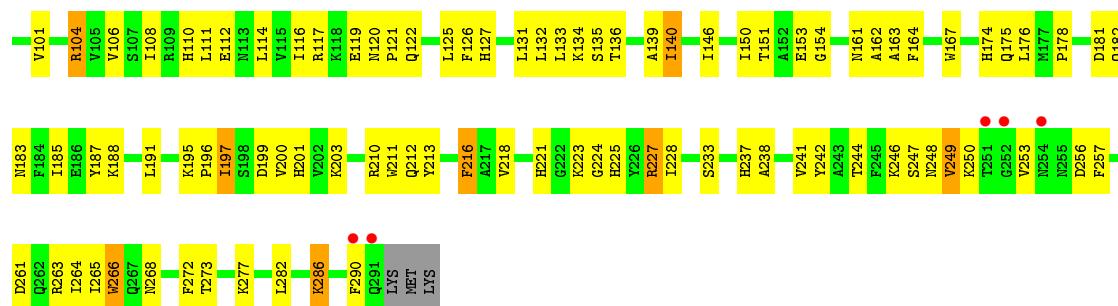 V101 R104 V105 V106 S107 I108 R109 H110 L111 E112 N113 L114 V115 I116 R117 K118 E119 N120 P121 Q122 L125 F126 H127 L131 L132 L133 K134 S135 T136 A139 I140 I146 I150 T151 A152 E153 G154 N161 A162 A163 F164 W167 H174 Q175 L176 M177 P178 D181
N183 F184 I185 E186 Y187 K188 L191 K195 P196 I197 S198 D199 V200 H201 V202 K203 R210 W211 Q212 Y213 F216 A217 V218 H221 G222 K223 G224 H225 Y226 R227 I228 S233 H237 A238 V241 Y242 A243 T244 F245 K246 S247 N248 V249 K250 T251 G252 V253 N254 N255 D256 F257
D261 Q262 R263 I264 I265 W266 Q267 N268 F272 T273 K277 L282 K286 F290 Q291 LYS MET LYS